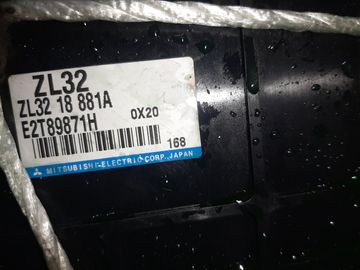 ZL32
ZL32 18 881A
E2T89871H 0X20
168
MITSUBISHI ELECTRIC CORP. JAPAN